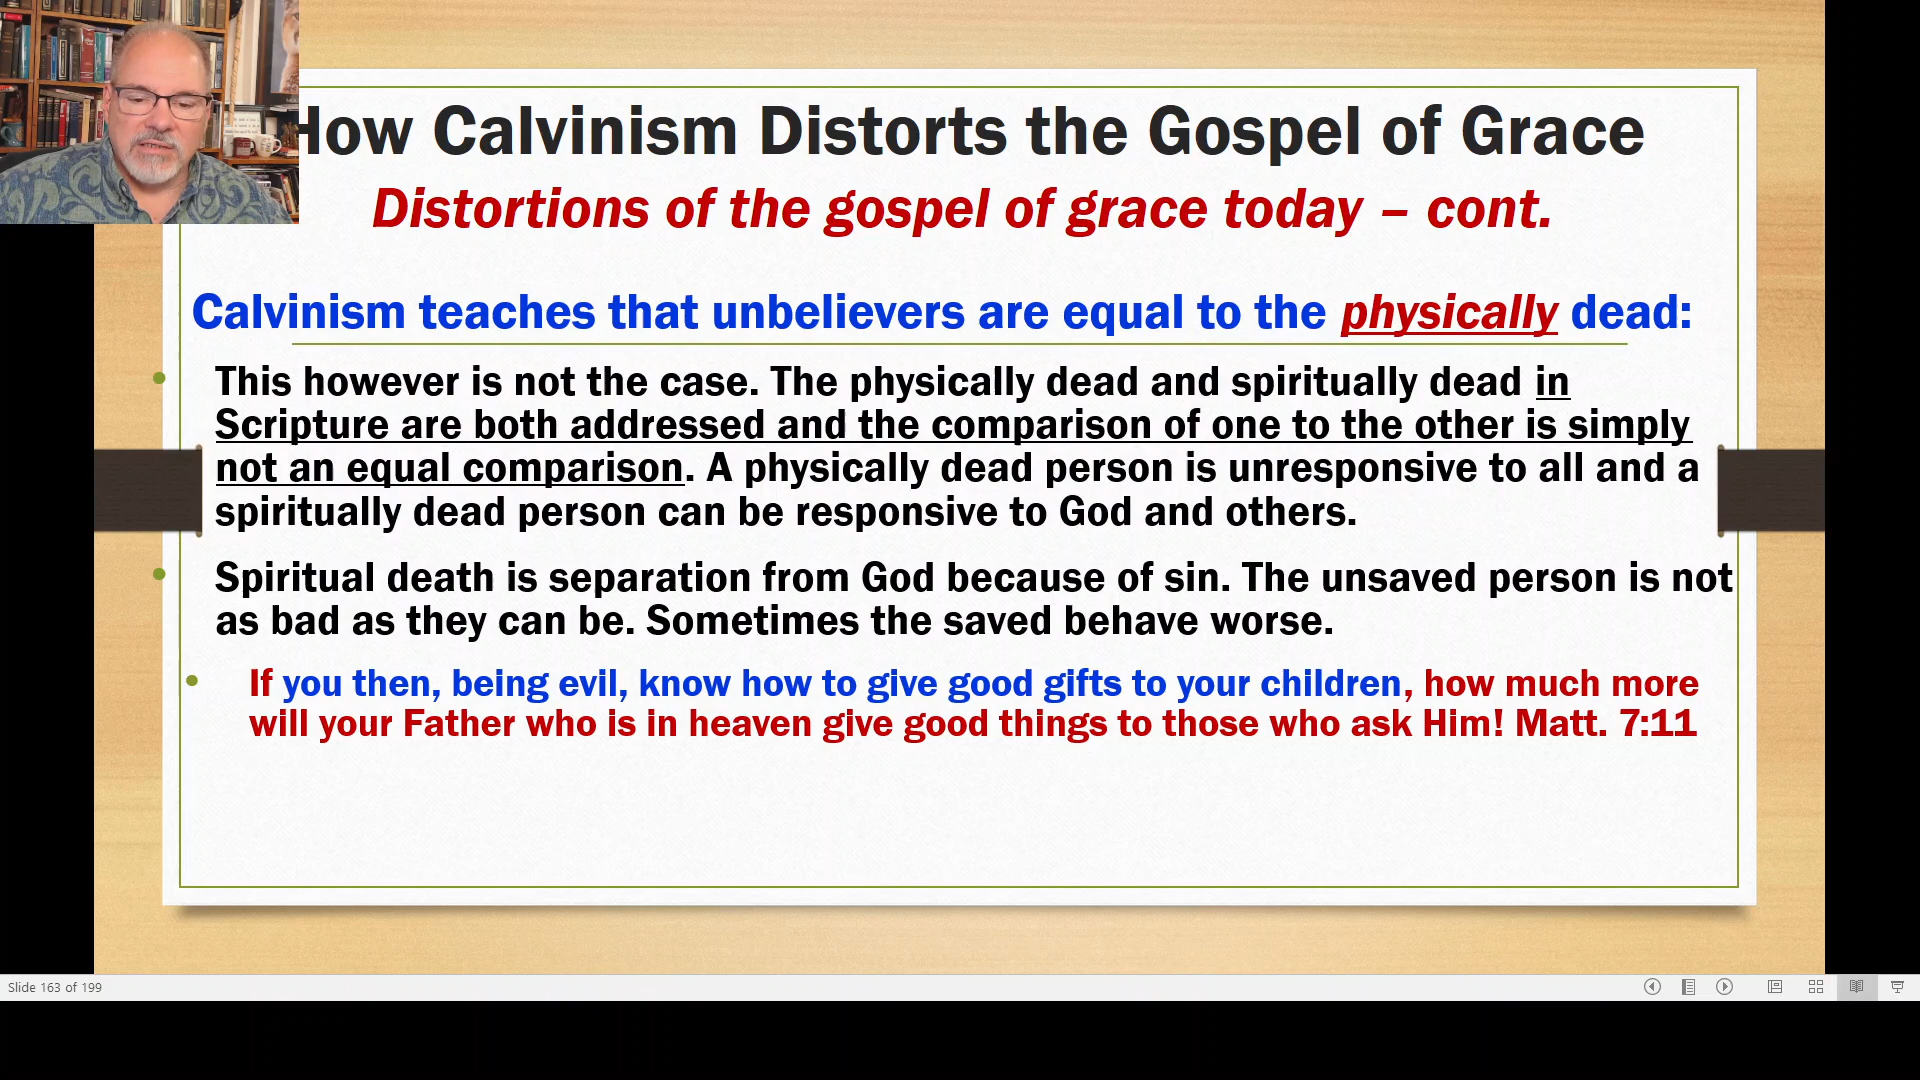 How Calvinism Distorts the Gospel of Grace
Distortions of the gospel of grace today – cont.
Calvinism teaches that unbelievers are equal to the physically dead:
• This however is not the case. The physically dead and spiritually dead in
Scripture are both addressed and the comparison of one to the other is simply
not an equal comparison. A physically dead person is unresponsive to all and a
spiritually dead person can be responsive to God and others.
• Spiritual death is separation from God because of sin. The unsaved person is not
as bad as they can be. Sometimes the saved behave worse.
• If you then, being evil, know how to give good gifts to your children, how much more
will your Father who is in heaven give good things to those who ask Him! Matt. 7:11
Slide 163 of 199